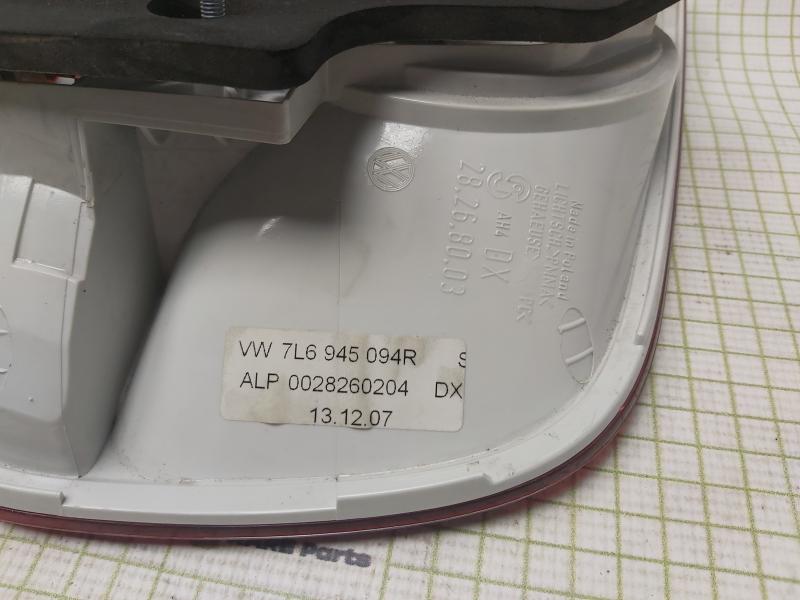 28.26.80.03
AH4 DX
Made in Poland
VW 7L6 945 094R S
ALP 0028260204 DX
13.12.07
Parts